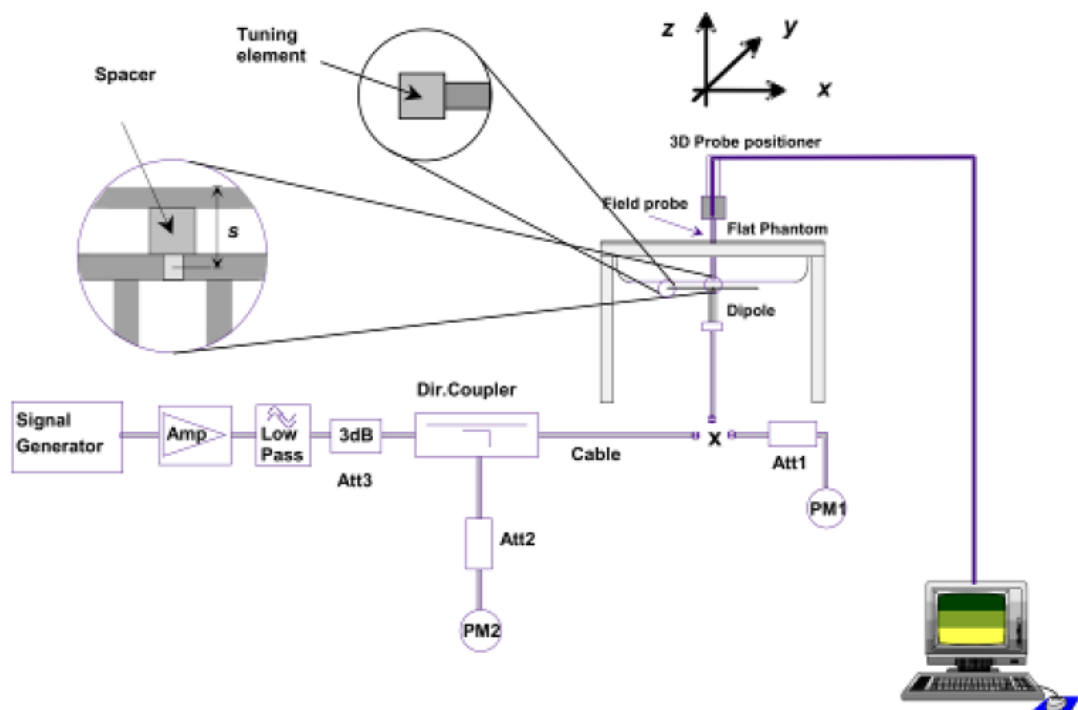 Tuning
element
Spacer
z
y
x
3D Probe positioner
Field probe
Flat Phantom
s
Dipole
Dir.Coupler
Signal
Generator
Amp
Low
Pass
3dB
Att3
Cable
x
Att1
PM1
Att2
PM2